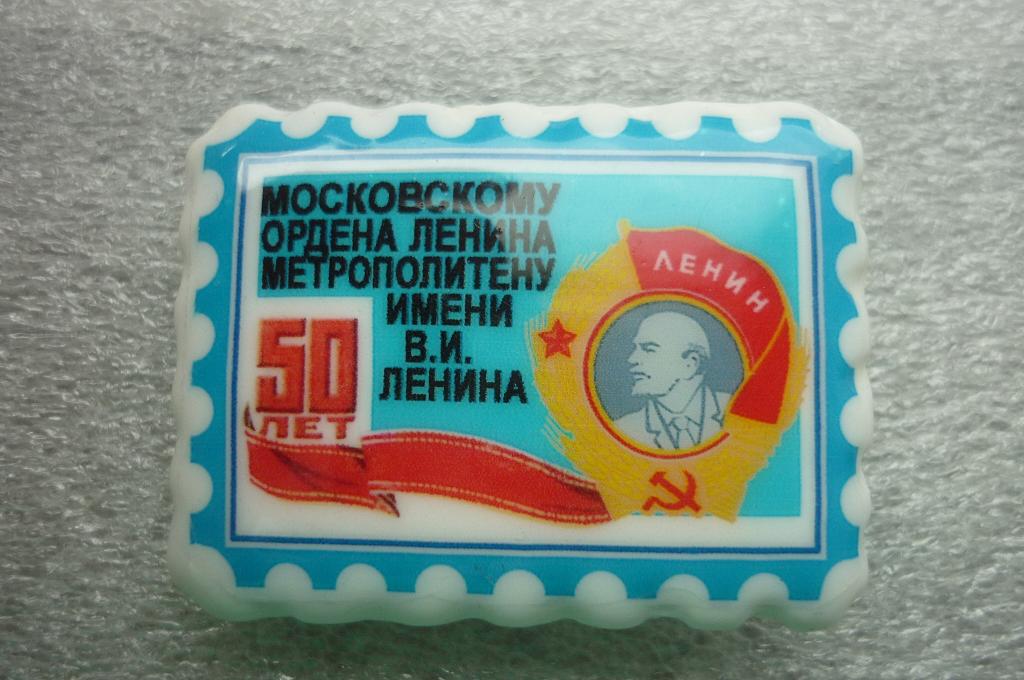 МОСКОВСКОМУ
ОРДЕНА ЛЕНИНА
МЕТРОПОЛИТЕНУ
ИМЕНИ
В.И.
ЛЕНИНА
50
ЛЕТ
ЛЕНИН